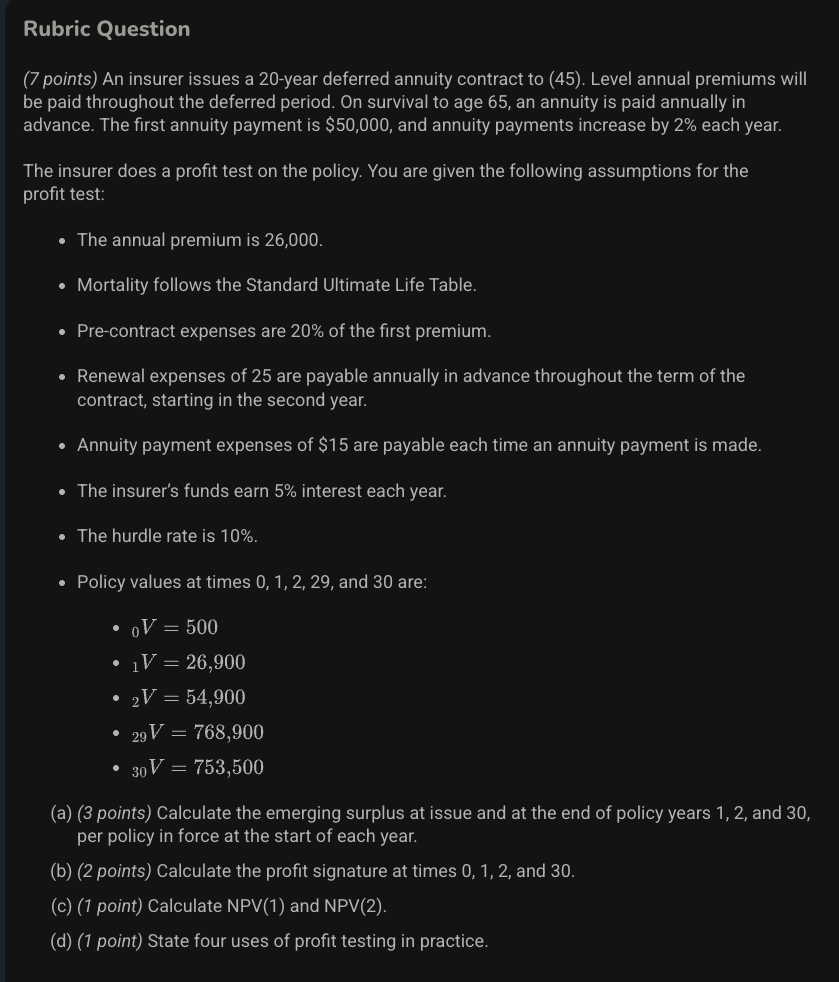 Rubric Question
(7 points) An insurer issues a 20-year deferred annuity contract to (45). Level annual premiums will
be paid throughout the deferred period. On survival to age 65, an annuity is paid annually in
advance. The first annuity payment is $50,000, and annuity payments increase by 2% each year.
The insurer does a profit test on the policy. You are given the following assumptions for the
profit test:
• The annual premium is 26,000.
• Mortality follows the Standard Ultimate Life Table.
• Pre-contract expenses are 20% of the first premium.
• Renewal expenses of 25 are payable annually in advance throughout the term of the
contract, starting in the second year.
• Annuity payment expenses of $15 are payable each time an annuity payment is made.
• The insurer’s funds earn 5% interest each year.
• The hurdle rate is 10%.
• Policy values at times 0, 1, 2, 29, and 30 are:
• ₀V = 500
• ₁V = 26,900
• ₂V = 54,900
• ₂₉V = 768,900
• ₃₀V = 753,500
(a) (3 points) Calculate the emerging surplus at issue and at the end of policy years 1, 2, and 30,
per policy in force at the start of each year.
(b) (2 points) Calculate the profit signature at times 0, 1, 2, and 30.
(c) (1 point) Calculate NPV(1) and NPV(2).
(d) (1 point) State four uses of profit testing in practice.